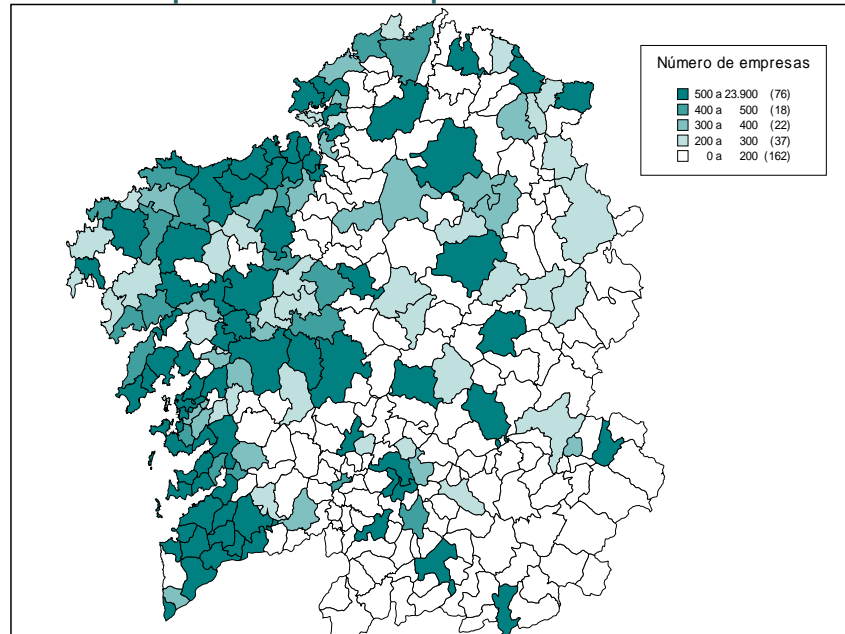 Número de empresas
500 a 23.900 (76)
400 a 500 (18)
300 a 400 (22)
200 a 300 (37)
0 a 200 (162)